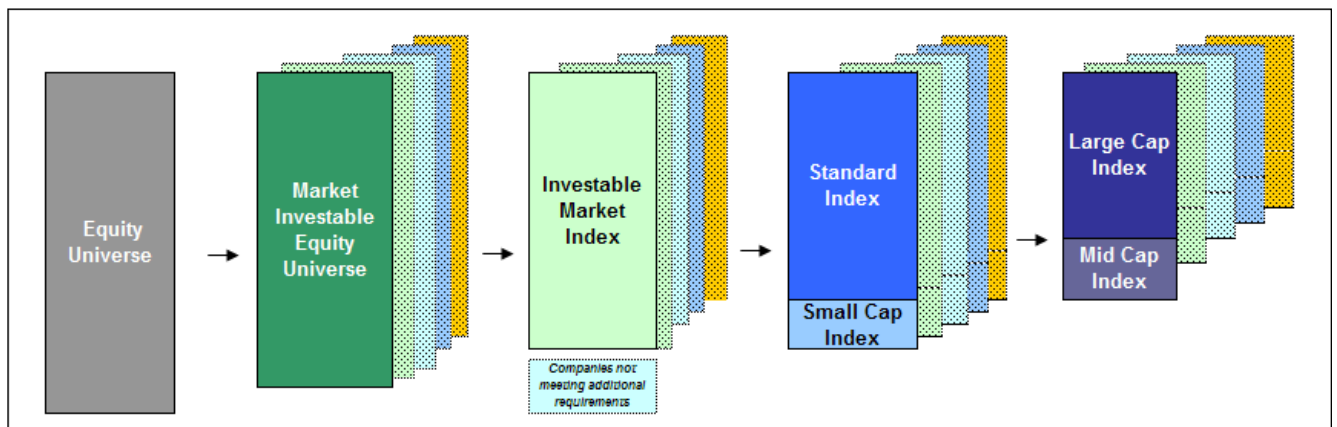 Equity
Universe
Market
Investable
Equity
Universe
Investable
Market
Index
Companies not
meeting additional
requirements
Standard
Index
Small Cap
Index
Large Cap
Index
Mid Cap
Index